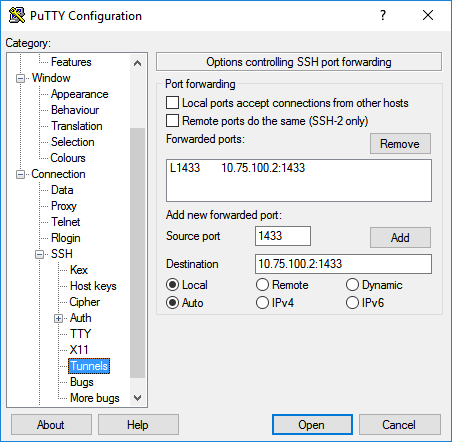 PuTTY Configuration
Category:
Features
Window
Appearance
Behaviour
Translation
Selection
Colours
Connection
Data
Proxy
Telnet
Rlogin
SSH
Kex
Host keys
Cipher
Auth
TTY
X11
Tunnels
Bugs
More bugs
Options controlling SSH port forwarding
Port forwarding
Local ports accept connections from other hosts
Remote ports do the same (SSH-2 only)
Forwarded ports:
Remove
L1433 10.75.100.2:1433
Add new forwarded port:
Source port 1433 Add
Destination 10.75.100.2:1433
Local Remote Dynamic
Auto IPv4 IPv6
About Help Open Cancel